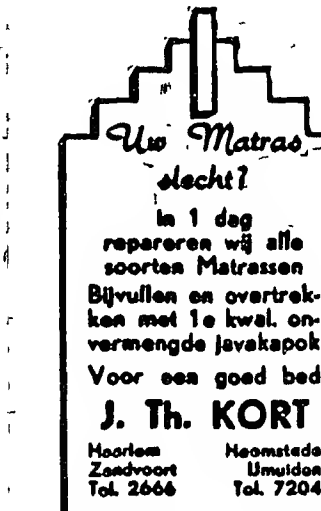 Uw Matras
slecht?
In 1 dag
repareren wij alle
soorten Matrassen
Bijvullen en overtrek-
ken met 1e kwal. on-
vermengde Javakapok
Voor een goed bed
J. Th. KORT
Haarlem Heemstede
Zandvoort IJmuiden
Tel. 2666 Tel. 7204